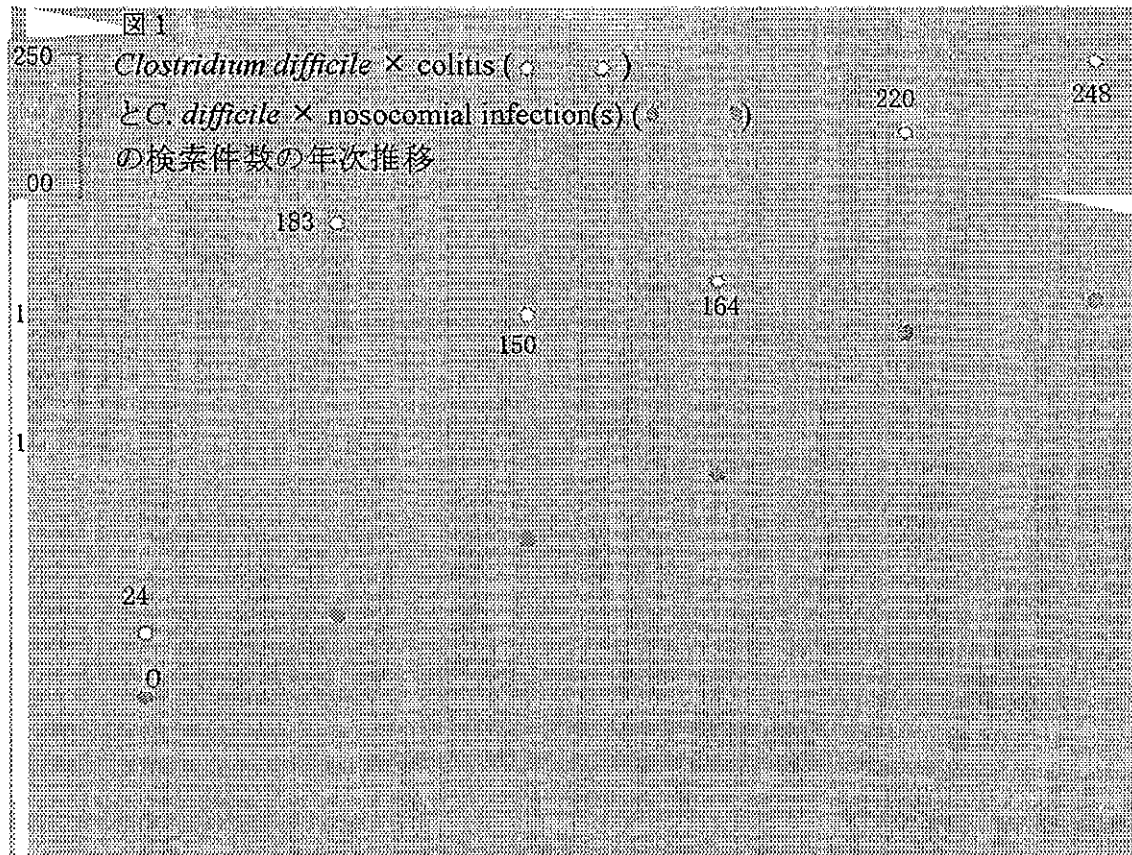 図1
250
Clostridium difficile × colitis ( )
とC. difficile × nosocomial infection(s) ( )
の検索件数の年次推移
00
220
248
183
150
164
1
1
24
0